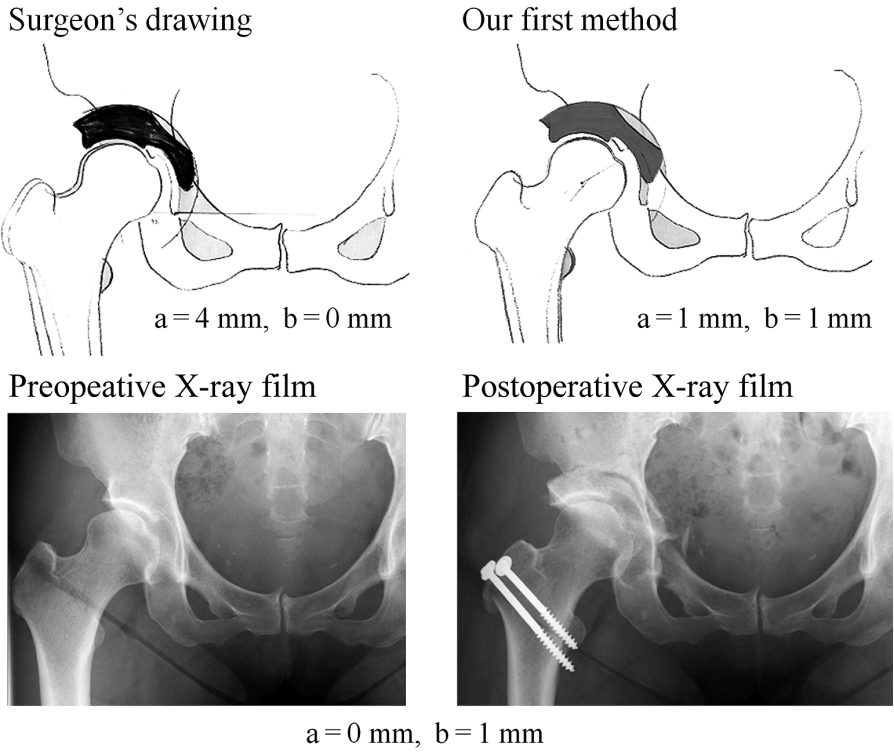 Surgeon's drawing
Our first method
a = 4 mm, b = 0 mm
a = 1 mm, b = 1 mm
Preopeative X-ray film
Postoperative X-ray film
a = 0 mm, b = 1 mm